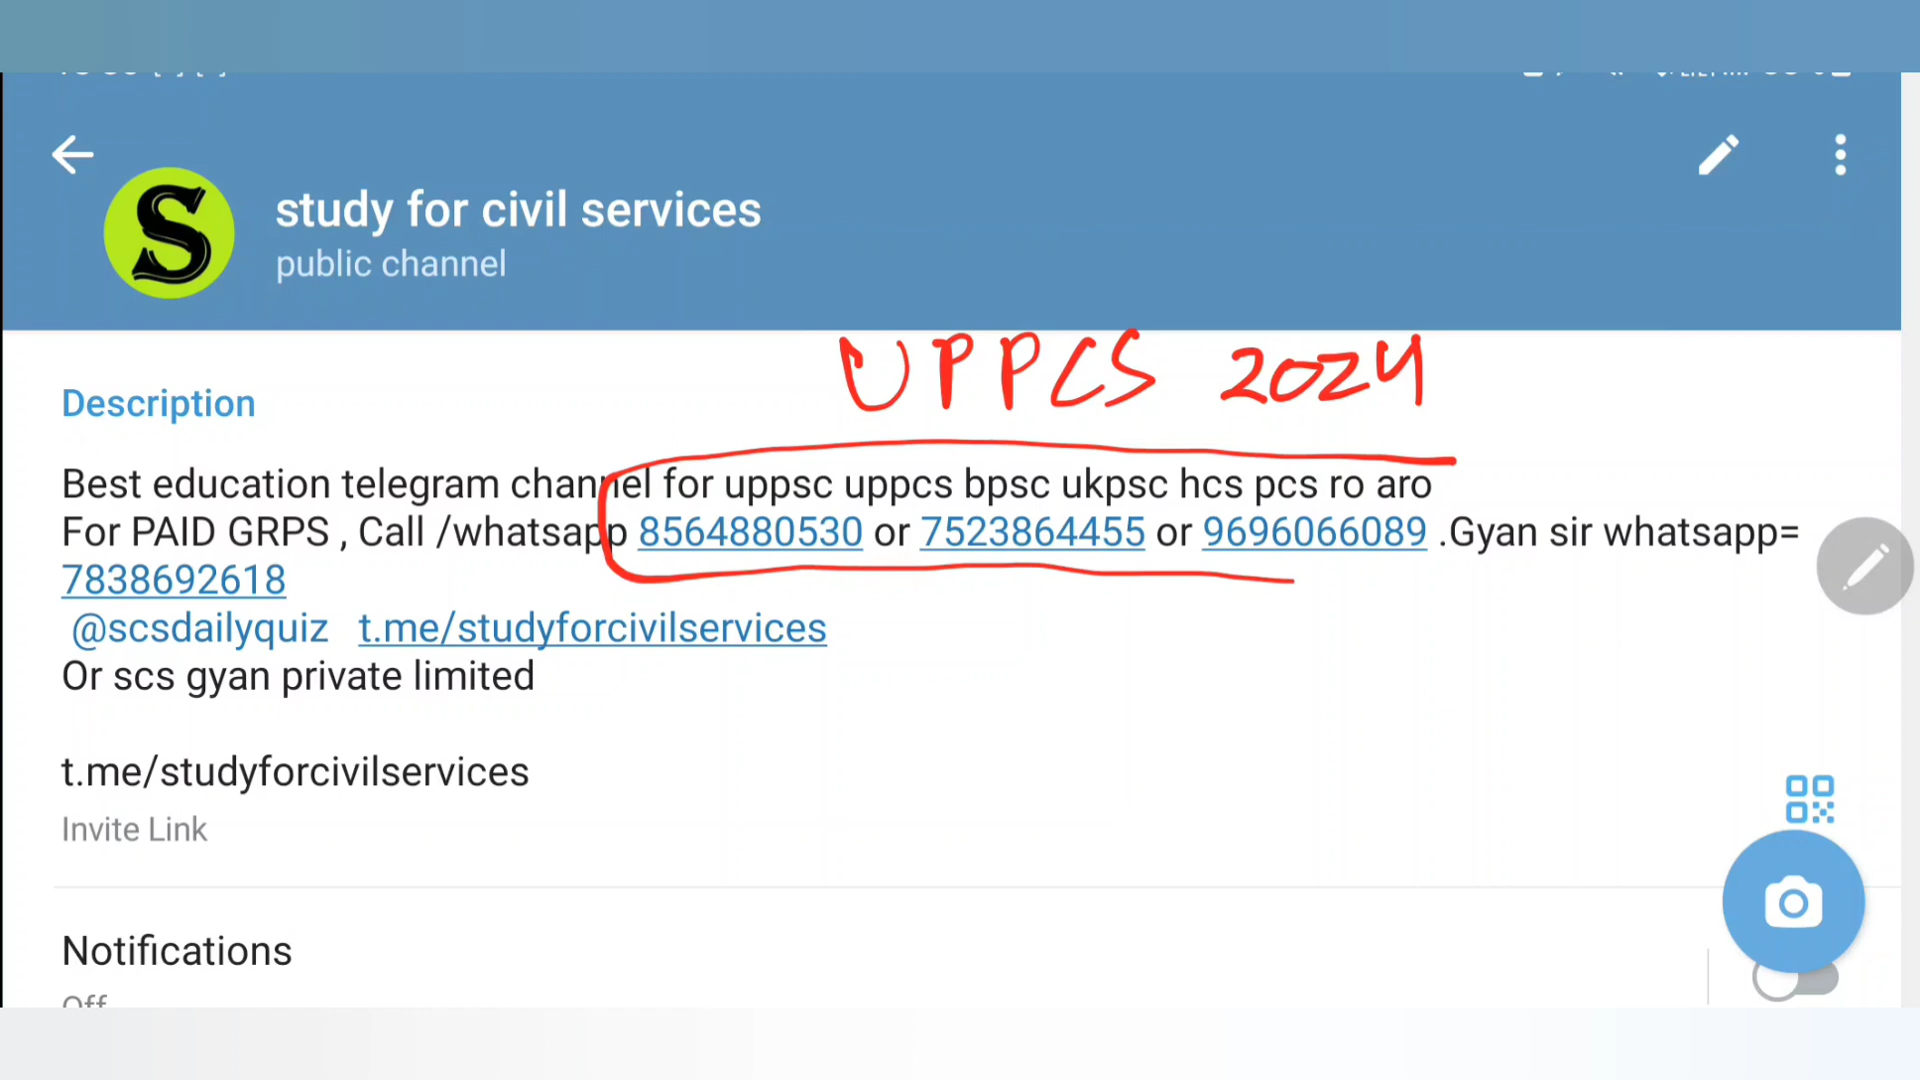 study for civil services
public channel
UPPCS 2024
Description
Best education telegram channel for uppsc uppcs bpsc ukpsc hcs pcs ro aro
For PAID GRPS , Call /whatsapp 8564880530 or 7523864455 or 9696066089 .Gyan sir whatsapp=
7838692618
@scsdailyquiz t.me/studyforcivilservices
Or scs gyan private limited
t.me/studyforcivilservices
Invite Link
Notifications
Off